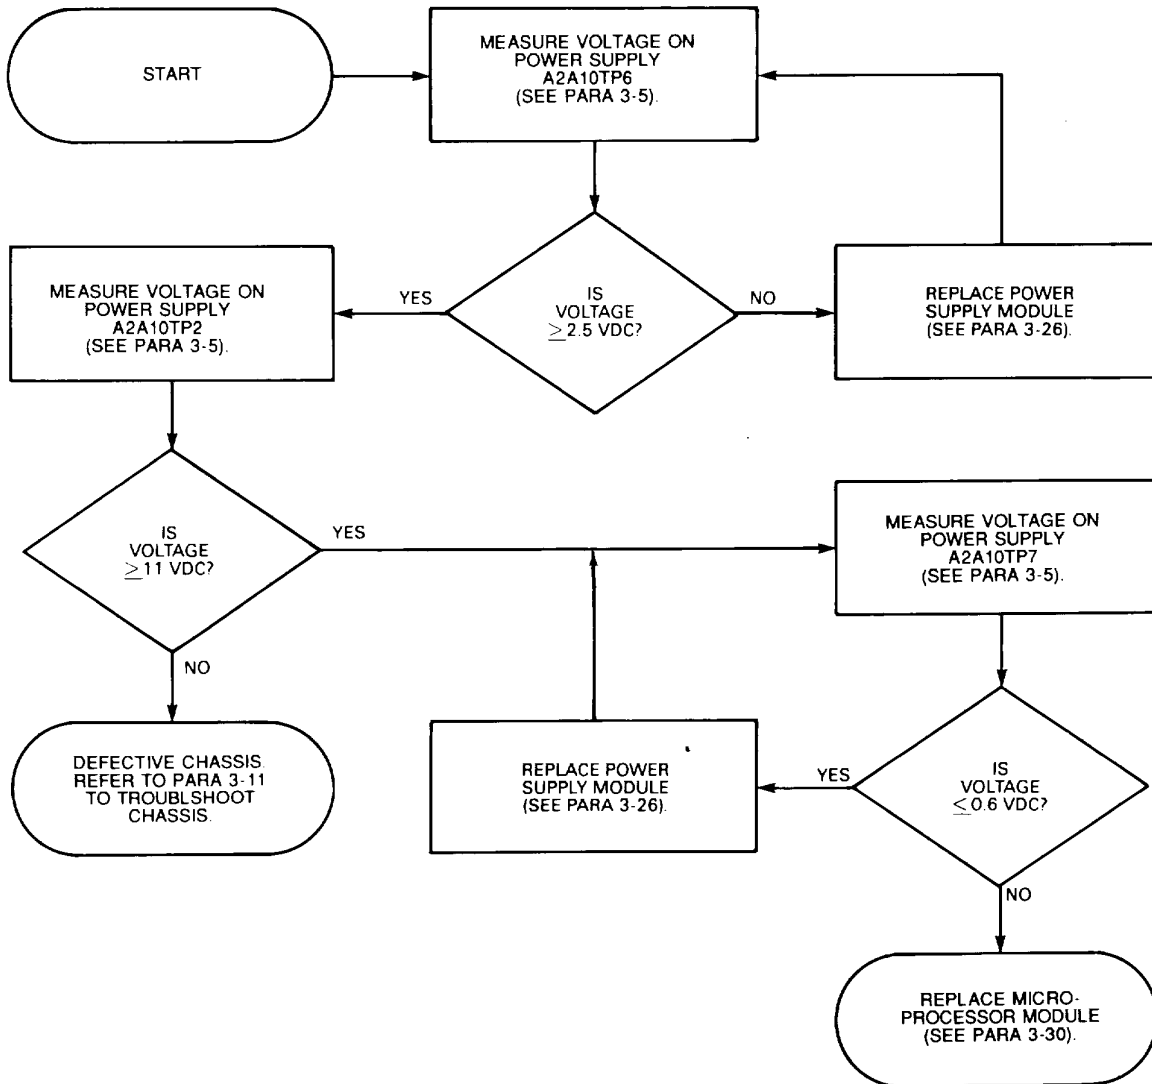 START
MEASURE VOLTAGE ON
POWER SUPPLY
A2A10TP6
(SEE PARA 3-5).
MEASURE VOLTAGE ON
POWER SUPPLY
A2A10TP2
(SEE PARA 3-5).
YES
IS
VOLTAGE
≥2.5 VDC?
NO
REPLACE POWER
SUPPLY MODULE
(SEE PARA 3-26).
IS
VOLTAGE
≥11 VDC?
YES
NO
MEASURE VOLTAGE ON
POWER SUPPLY
A2A10TP7
(SEE PARA 3-5).
DEFECTIVE CHASSIS.
REFER TO PARA 3-11
TO TROUBLSHOOT
CHASSIS.
REPLACE POWER
SUPPLY MODULE
(SEE PARA 3-26).
YES
IS
VOLTAGE
≤0.6 VDC?
NO
REPLACE MICRO-
PROCESSOR MODULE
(SEE PARA 3-30).